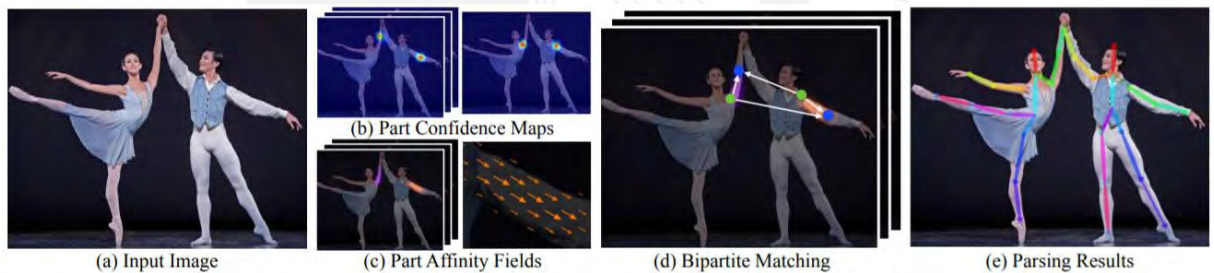 (b) Part Confidence Maps
(a) Input Image
(c) Part Affinity Fields
(d) Bipartite Matching
(e) Parsing Results